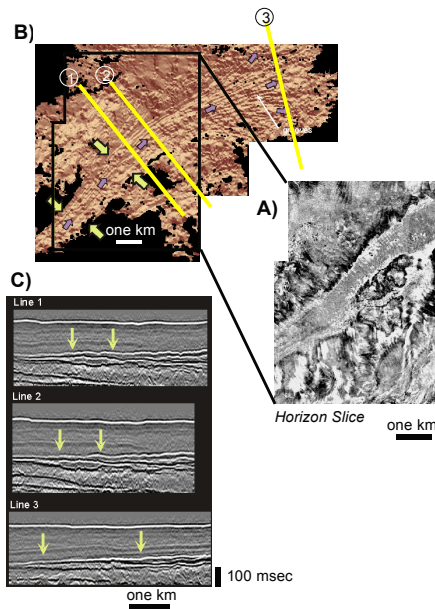 B)
3
1
2
grooves
one km
A)
C)
Line 1
Line 2
Horizon Slice
one km
Line 3
100 msec
one km